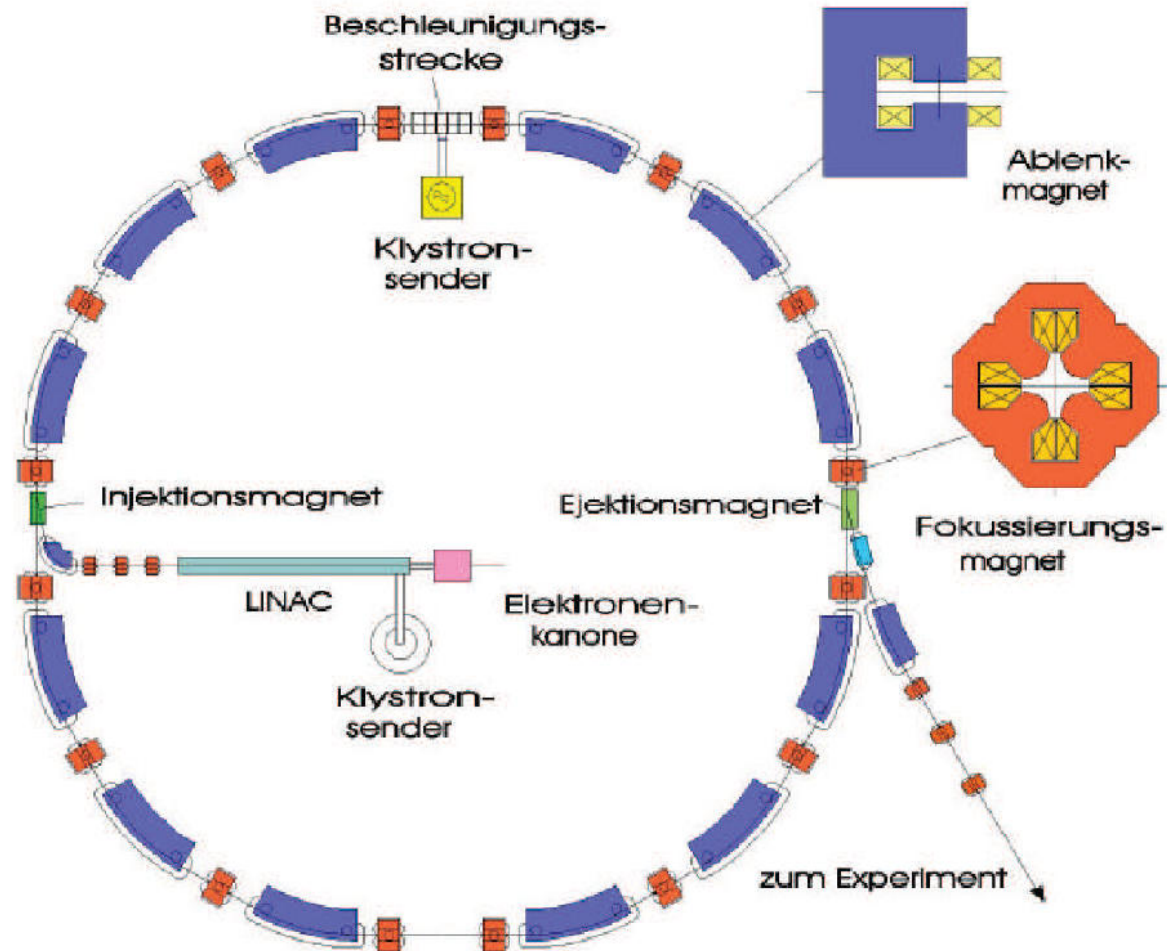 Beschleunigungs-
strecke
Ablenk-
magnet
Klystron-
sender
Injektionsmagnet
Ejektionsmagnet
Fokussierungs-
magnet
LINAC
Elektronen-
kanone
Klystron-
sender
zum Experiment